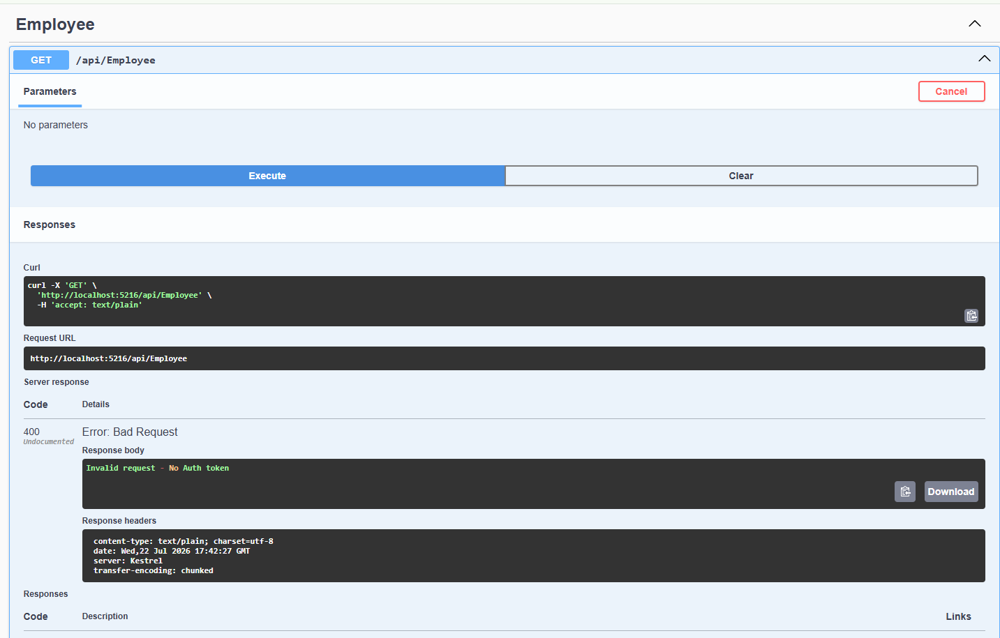 Employee
GET /api/Employee
Parameters
Cancel
No parameters
Execute
Clear
Responses
Curl
curl -X 'GET' \
  'http://localhost:5216/api/Employee' \
  -H 'accept: text/plain'
Request URL
http://localhost:5216/api/Employee
Server response
Code Details
400 Error: Bad Request
Undocumented
Response body
Invalid request - No Auth token
Download
Response headers
content-type: text/plain; charset=utf-8
date: Wed,22 Jul 2026 17:42:27 GMT
server: Kestrel
transfer-encoding: chunked
Responses
Code Description Links